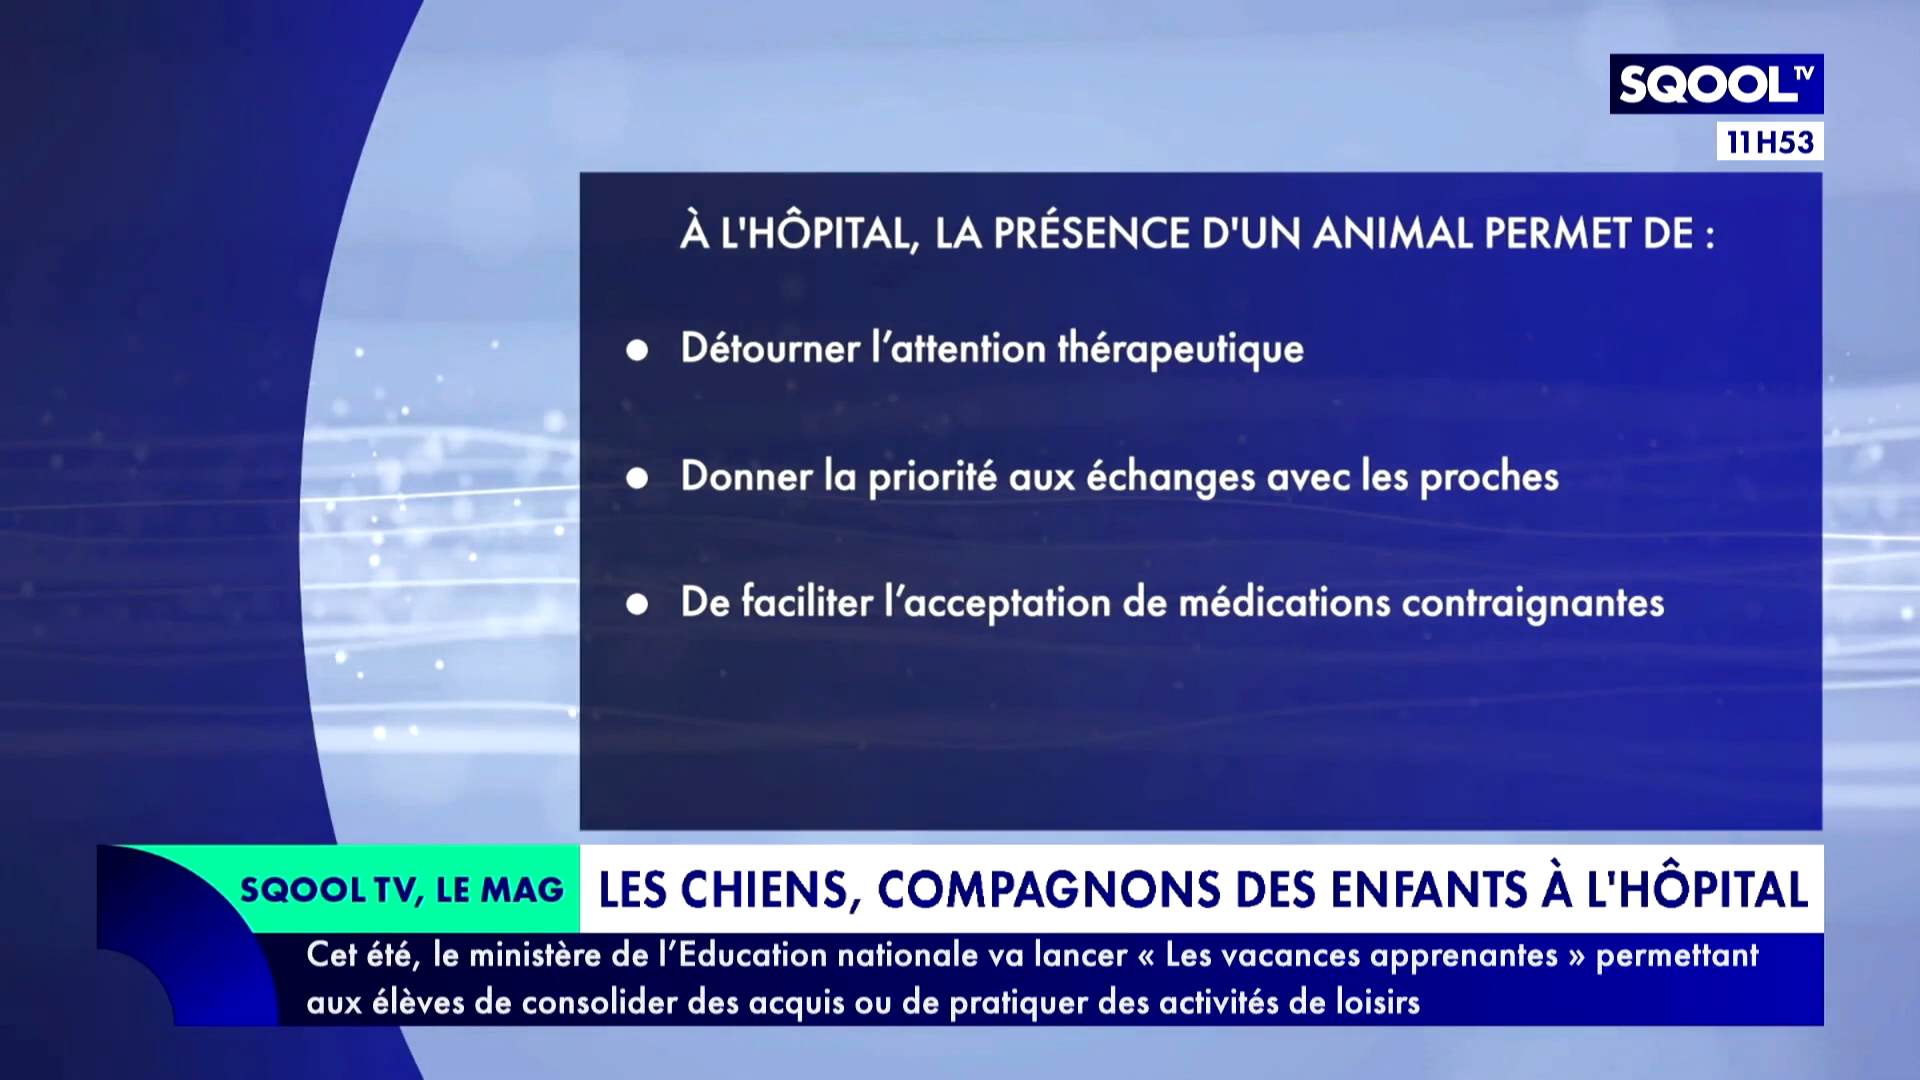 SQOOL TV
11H53
À L'HÔPITAL, LA PRÉSENCE D'UN ANIMAL PERMET DE :
● Détourner l’attention thérapeutique
● Donner la priorité aux échanges avec les proches
● De faciliter l’acceptation de médications contraignantes
SQOOL TV, LE MAG
LES CHIENS, COMPAGNONS DES ENFANTS À L'HÔPITAL
Cet été, le ministère de l’Education nationale va lancer « Les vacances apprenantes » permettant
aux élèves de consolider des acquis ou de pratiquer des activités de loisirs